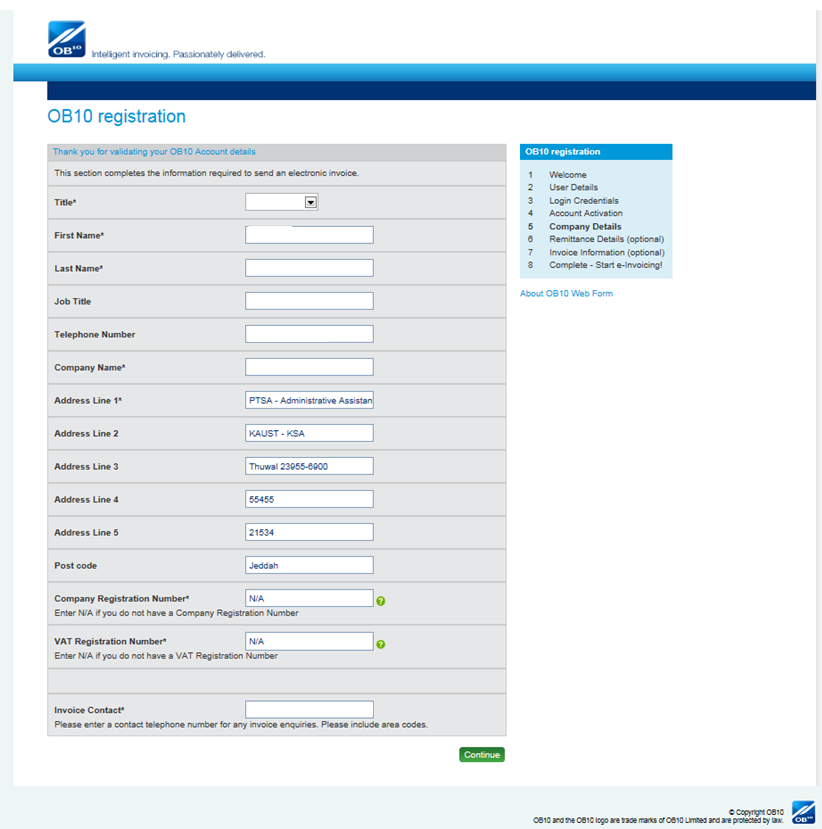 OB10
Intelligent invoicing. Passionately delivered.
OB10 registration
Thank you for validating your OB10 Account details
This section completes the information required to send an electronic invoice.
Title*
First Name*
Last Name*
Job Title
Telephone Number
Company Name*
Address Line 1* PTSA - Administrative Assistan
Address Line 2 KAUST - KSA
Address Line 3 Thuwal 23955-6900
Address Line 4 55455
Address Line 5 21534
Post code Jeddah
Company Registration Number* N/A ?
Enter N/A if you do not have a Company Registration Number
VAT Registration Number* N/A ?
Enter N/A if you do not have a VAT Registration Number
Invoice Contact*
Please enter a contact telephone number for any invoice enquiries. Please include area codes.
Continue
OB10 registration
1 Welcome
2 User Details
3 Login Credentials
4 Account Activation
5 Company Details
6 Remittance Details (optional)
7 Invoice Information (optional)
8 Complete - Start e-Invoicing!
About OB10 Web Form
© Copyright OB10
OB10 and the OB10 logo are trade marks of OB10 Limited and are protected by law.
OB10